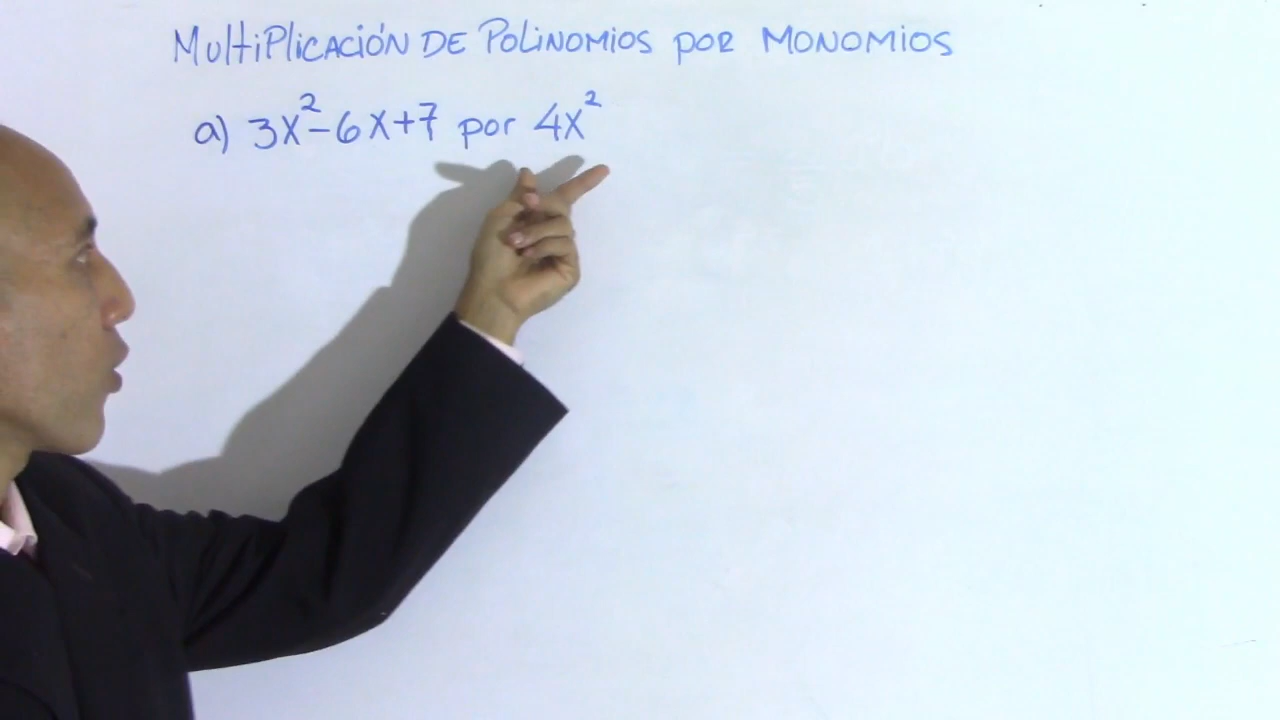 MultiPlicación DE Polinomios por Monomios
a) 3x²-6x+7 por 4x²